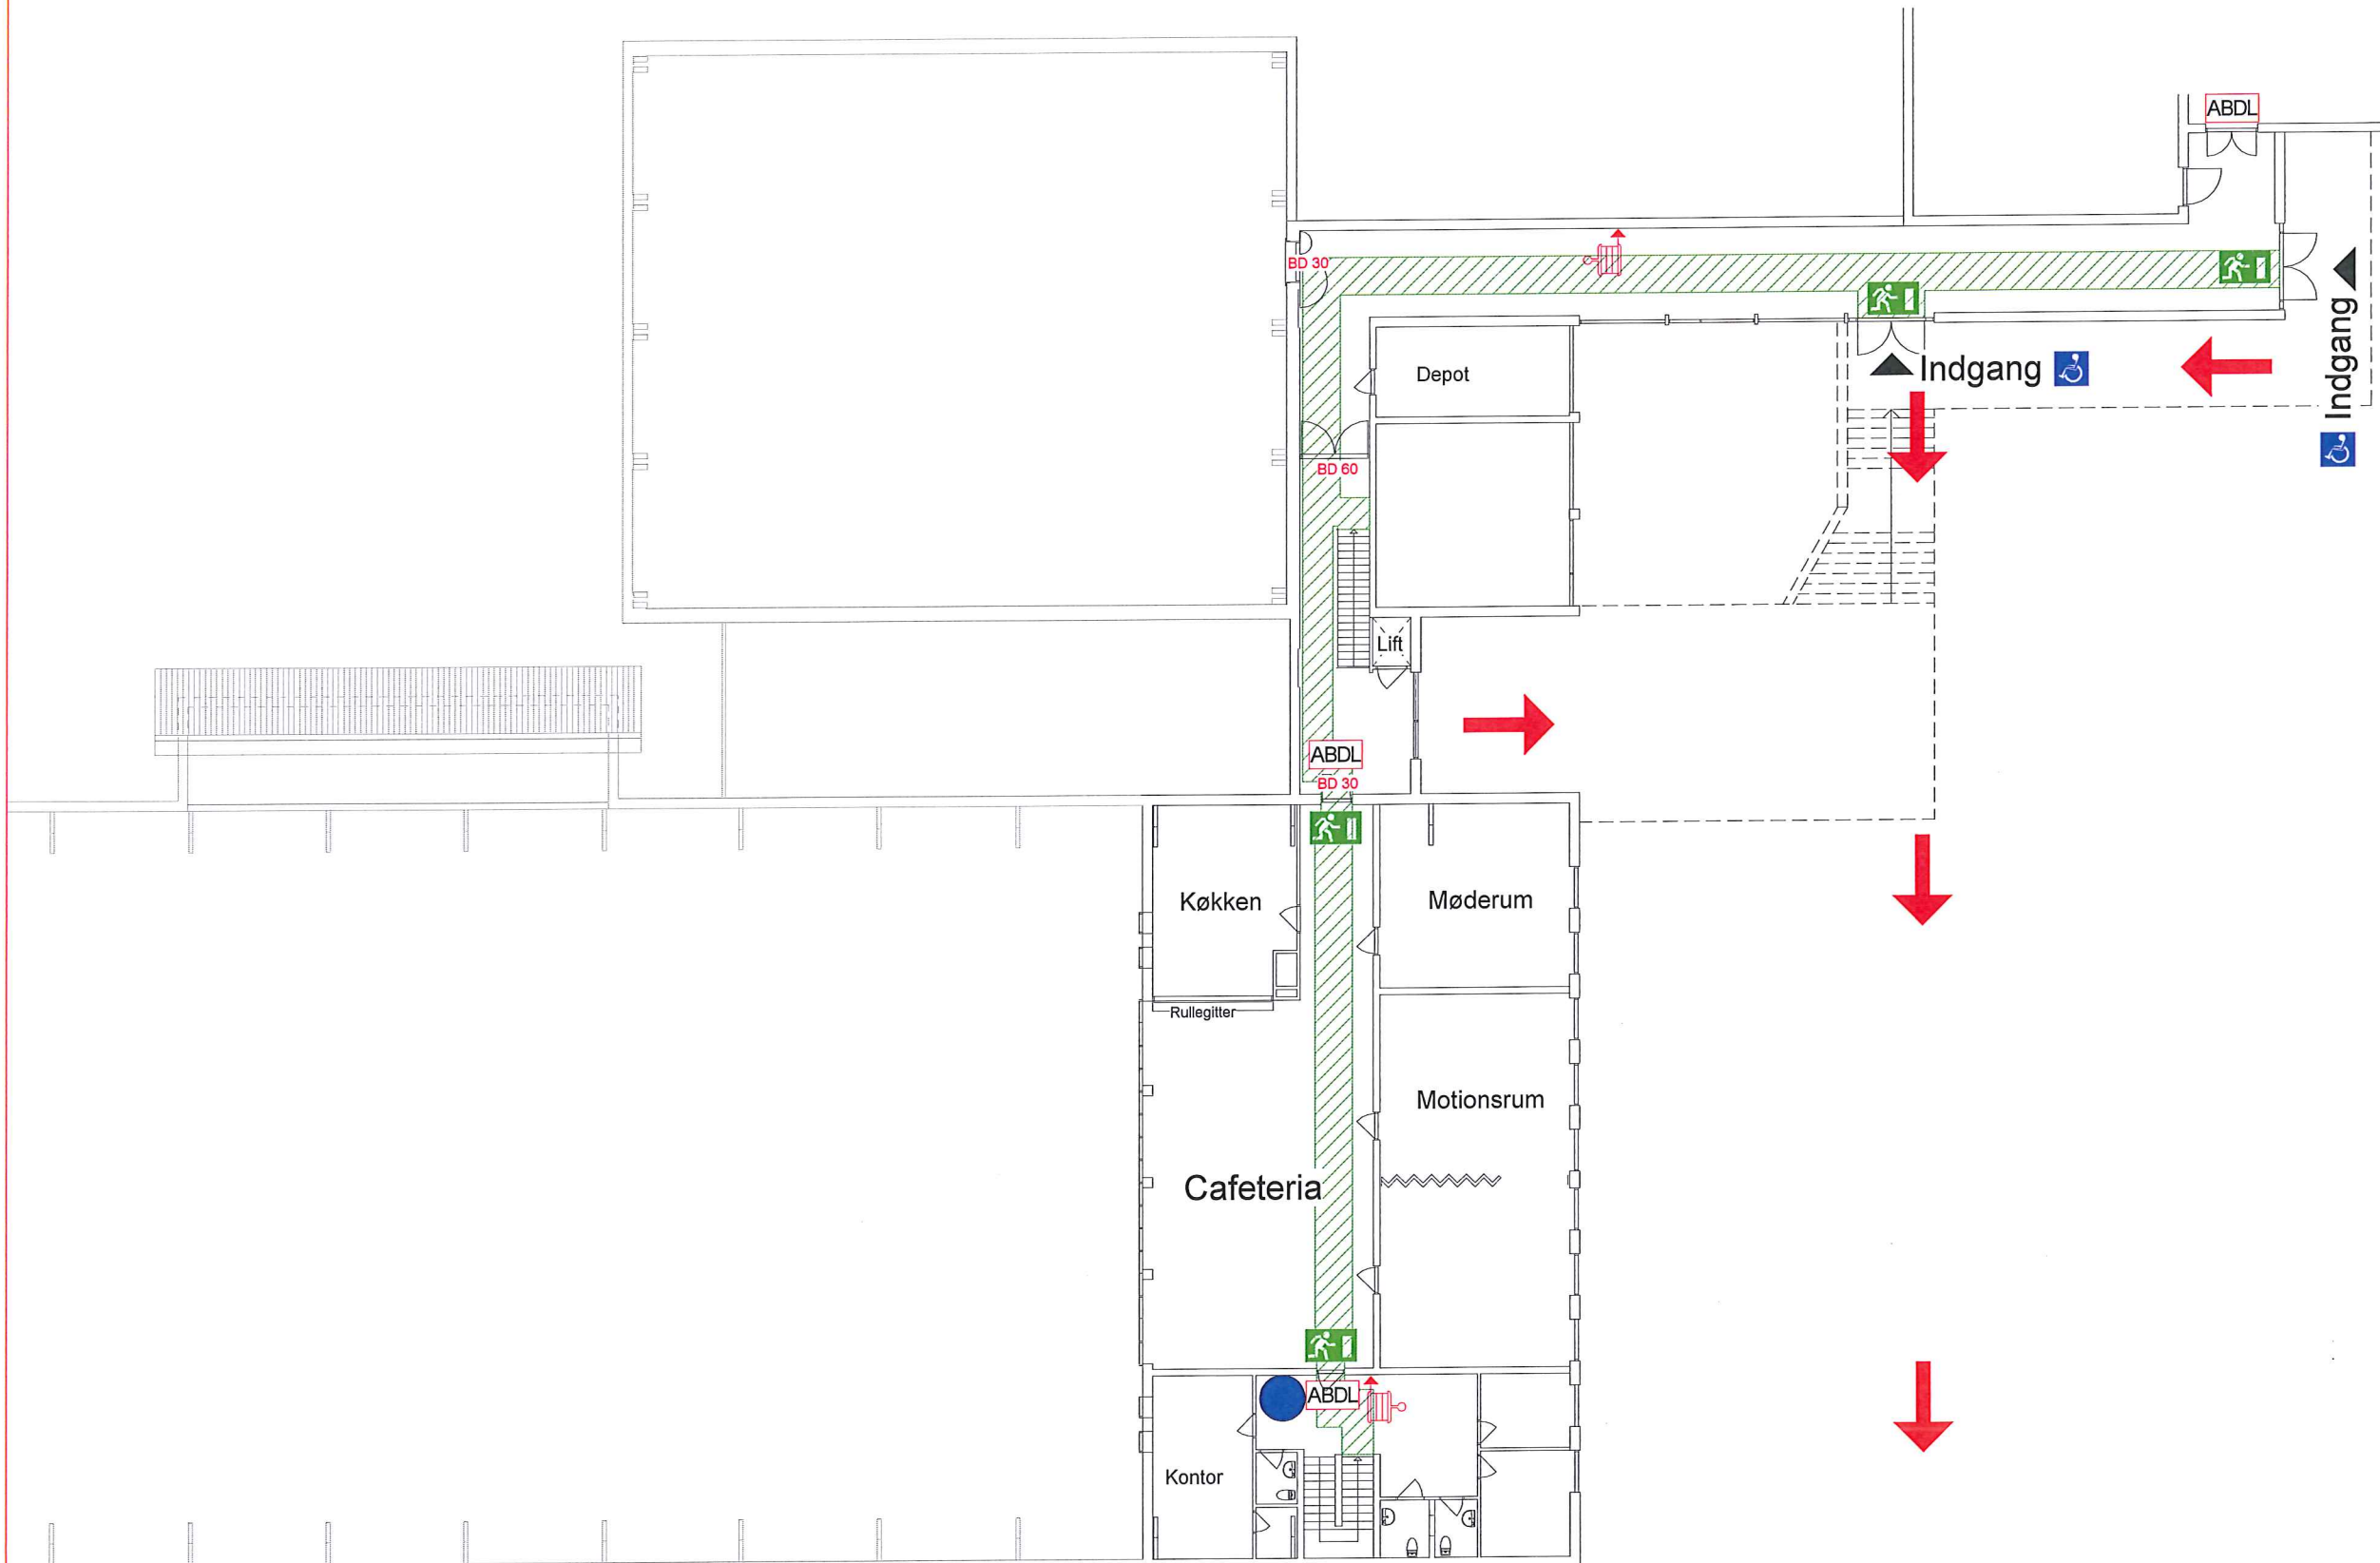 ABDL
BD 30
Indgang
Indgang
Depot
BD 60
Lift
ABDL
BD 30
Køkken
Møderum
Rullegitter
Motionsrum
Cafeteria
ABDL
Kontor